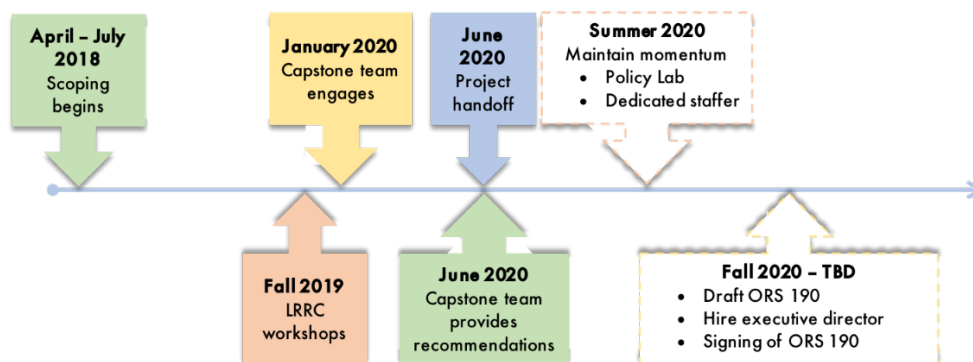 April – July
2018
Scoping
begins
January 2020
Capstone team
engages
June
2020
Project
handoff
Summer 2020
Maintain momentum
• Policy Lab
• Dedicated staffer
Fall 2019
LRRC
workshops
June 2020
Capstone team
provides
recommendations
Fall 2020 – TBD
• Draft ORS 190
• Hire executive director
• Signing of ORS 190